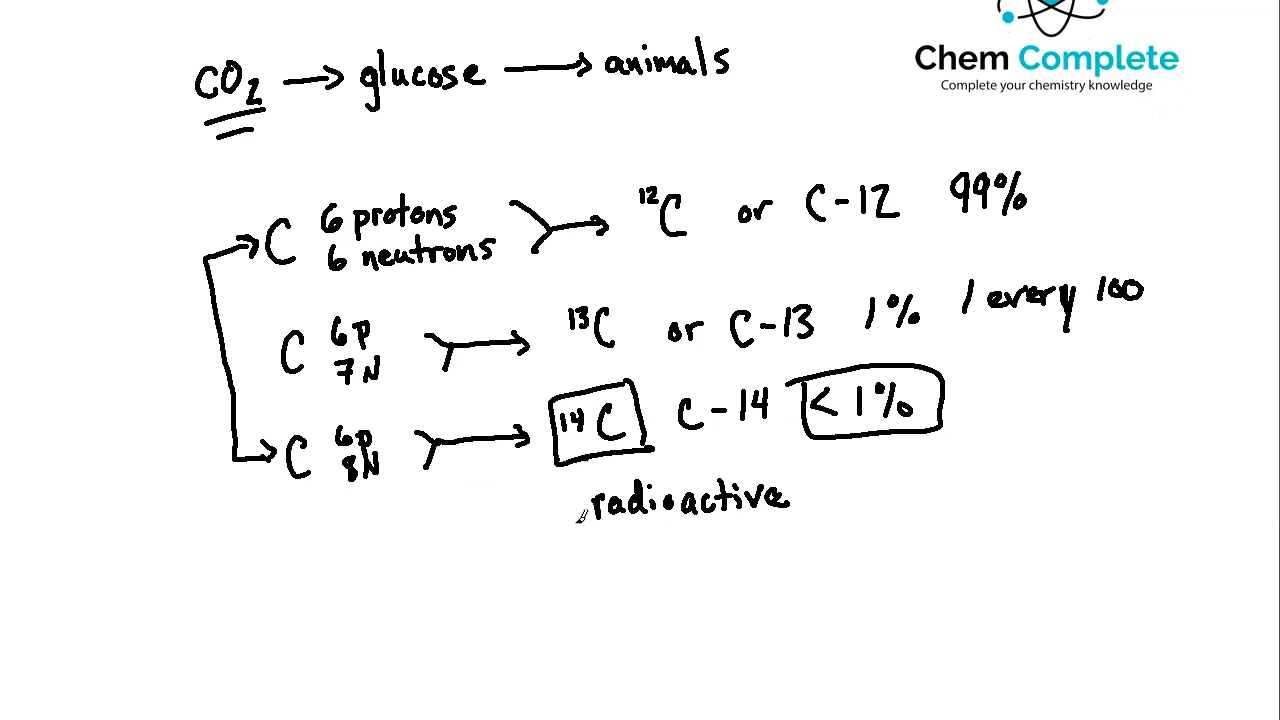 CO₂ → glucose → animals
Chem Complete
Complete your chemistry knowledge
C 6 protons 6 neutrons → ¹²C or C-12 99%
C 6p 7N → ¹³C or C-13 1% 1 every 100
C 6p 8N → ¹⁴C C-14 < 1%
radioactive